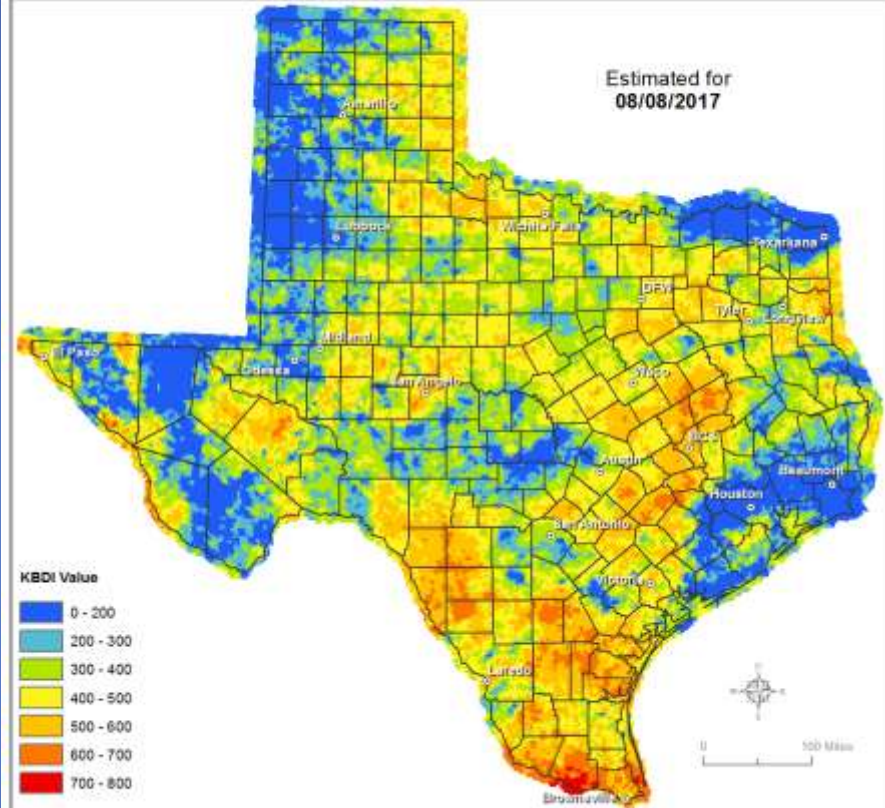 Estimated for
08/08/2017
Amarillo
Lubbock
Wichita Falls
Texarkana
DFW
Tyler
Longview
El Paso
Midland
Odessa
San Angelo
Waco
BCS
Austin
Beaumont
Houston
San Antonio
Victoria
Laredo
Brownsville
KBDI Value
0 - 200
200 - 300
300 - 400
400 - 500
500 - 600
600 - 700
700 - 800
0
100 Miles